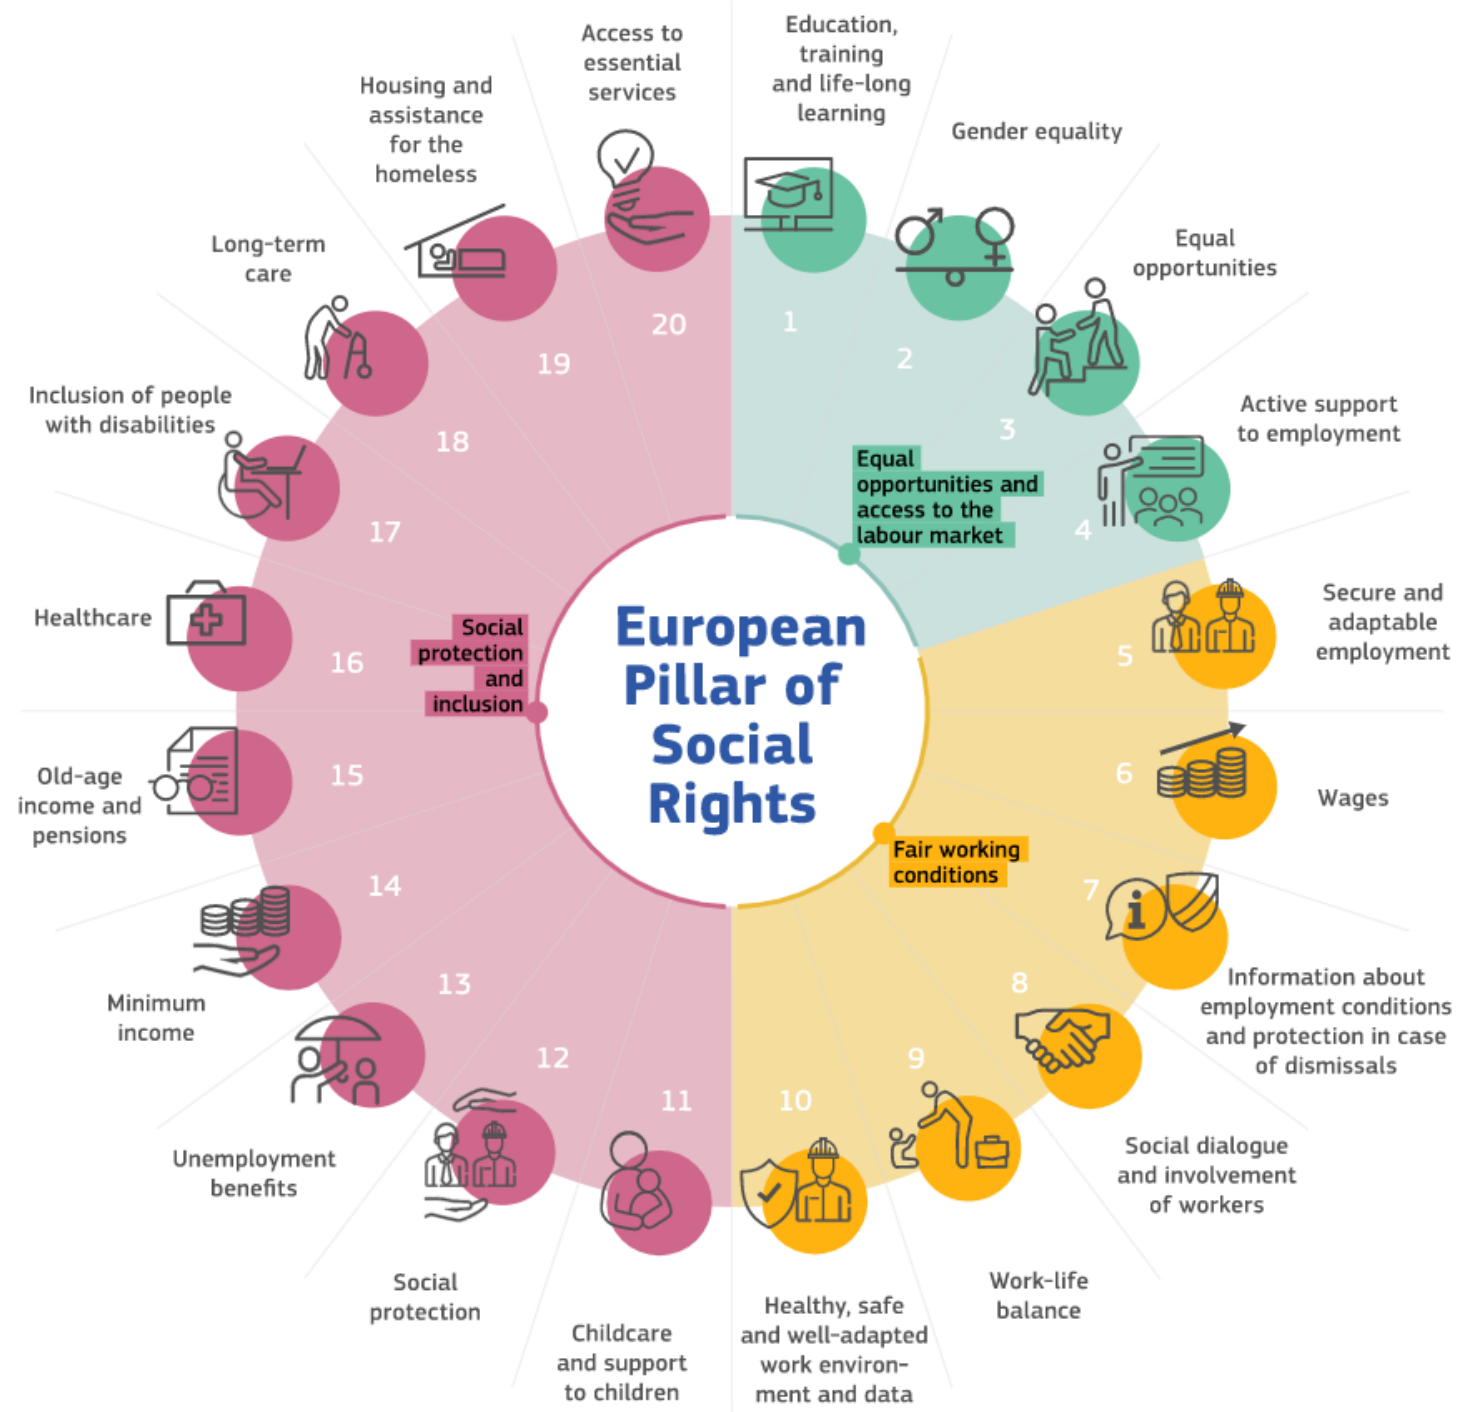 European
Pillar of
Social
Rights
Equal
opportunities and
access to the
labour market
1
Education,
training
and life-long
learning
2
Gender equality
3
Equal
opportunities
4
Active support
to employment
Fair working
conditions
5
Secure and
adaptable
employment
6
Wages
7
Information about
employment conditions
and protection in case
of dismissals
8
Social dialogue
and involvement
of workers
9
Work-life
balance
10
Healthy, safe
and well-adapted
work environ-
ment and data
Social
protection
and
inclusion
11
Childcare
and support
to children
12
Social
protection
13
Unemployment
benefits
14
Minimum
income
15
Old-age
income and
pensions
16
Healthcare
17
Inclusion of people
with disabilities
18
Long-term
care
19
Housing and
assistance
for the
homeless
20
Access to
essential
services